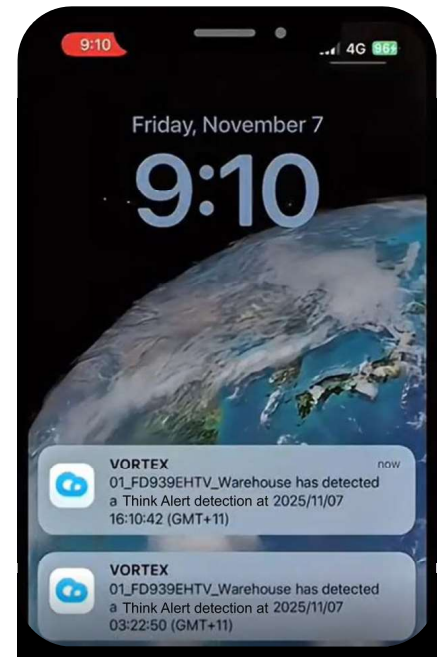 9:10
4G 96
Friday, November 7
9:10
VORTEX now
01_FD939EHTV_Warehouse has detected
a Think Alert detection at 2025/11/07
16:10:42 (GMT+11)
VORTEX
01_FD939EHTV_Warehouse has detected
a Think Alert detection at 2025/11/07
03:22:50 (GMT+11)